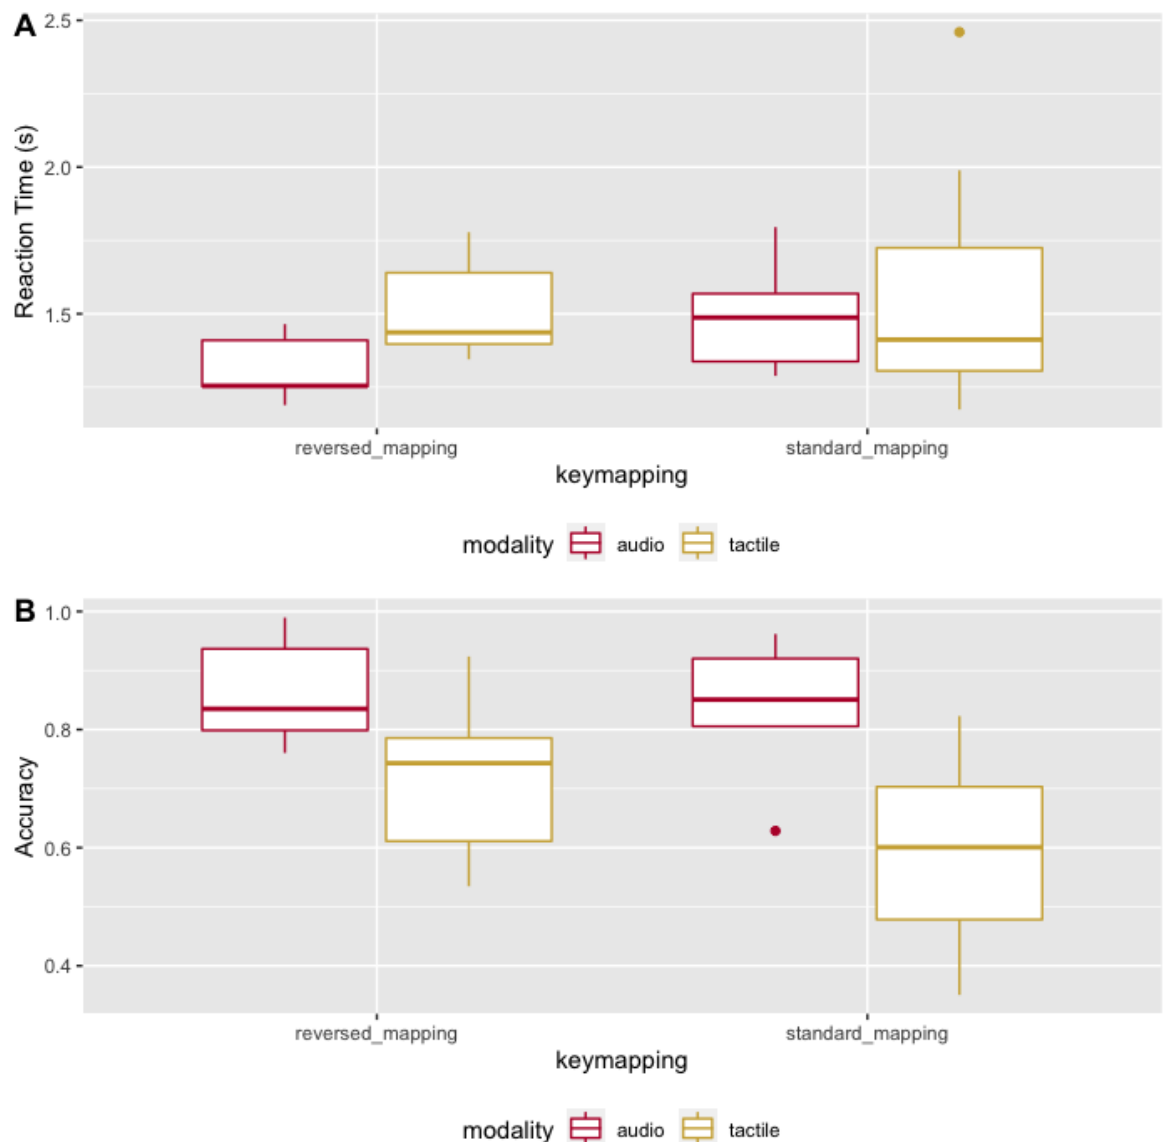 A
2.5
2.0
1.5
Reaction Time (s)
reversed_mapping standard_mapping
keymapping
modality audio tactile
B
1.0
0.8
0.6
0.4
Accuracy
reversed_mapping standard_mapping
keymapping
modality audio tactile